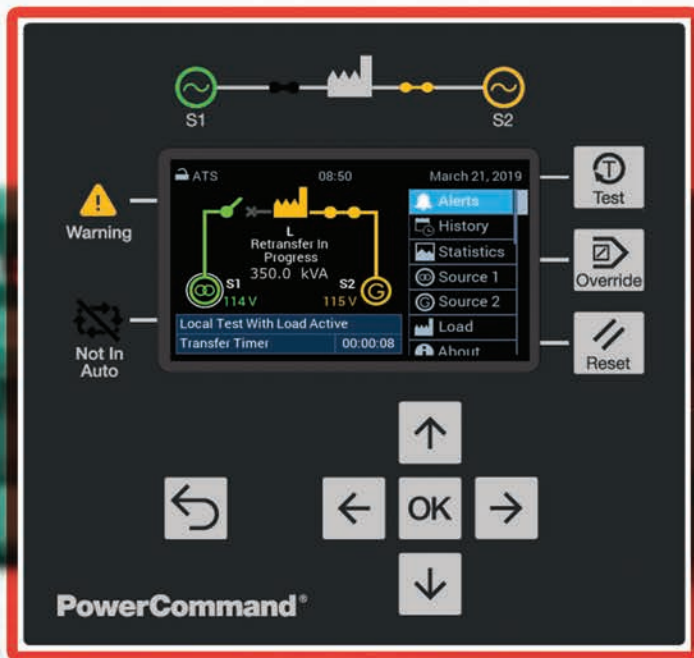 S1
S2
ATS 08:50 March 21, 2019
Warning
Not In
Auto
L
Retransfer In
Progress
350.0 kVA
S1
114 V
S2
115 V
G
Local Test With Load Active
Transfer Timer 00:00:08
Alerts
History
Statistics
Source 1
G Source 2
Load
About
T
Test
Override
Reset
OK
PowerCommand®